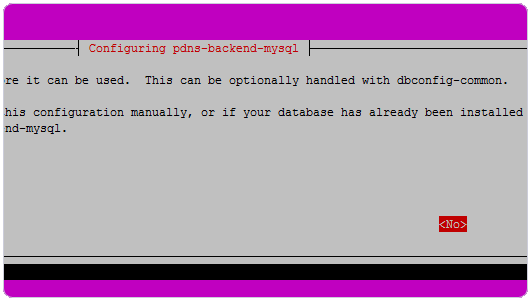 Configuring pdns-backend-mysql
re it can be used.  This can be optionally handled with dbconfig-common.
his configuration manually, or if your database has already been installed
nd-mysql.
<No>